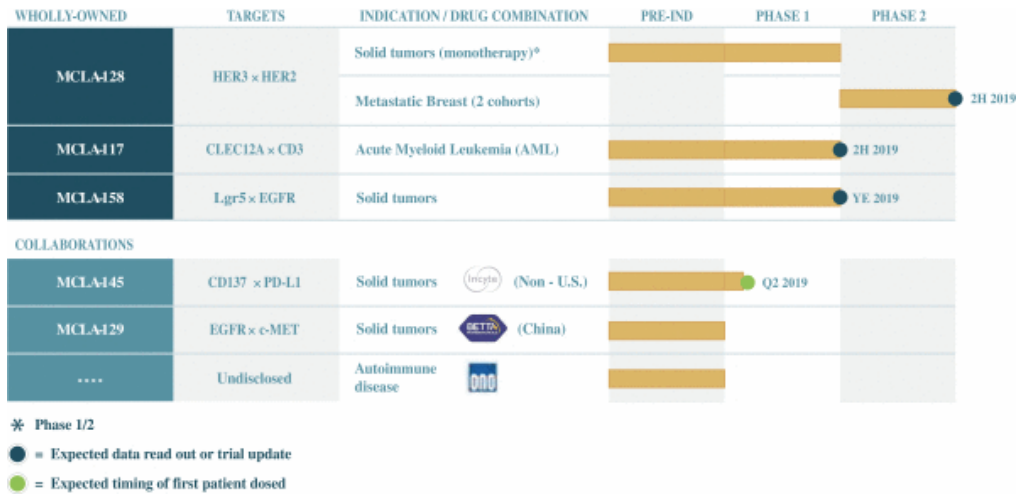 WHOLLY-OWNED TARGETS INDICATION / DRUG COMBINATION PRE-IND PHASE 1 PHASE 2
MCLA-128 HER3 × HER2 Solid tumors (monotherapy)*
Metastatic Breast (2 cohorts) 2H 2019
MCLA-117 CLEC12A × CD3 Acute Myeloid Leukemia (AML) 2H 2019
MCLA-158 Lgr5 × EGFR Solid tumors YE 2019
COLLABORATIONS
MCLA-145 CD137 × PD-L1 Solid tumors Incyte (Non - U.S.) Q2 2019
MCLA-129 EGFR × c-MET Solid tumors BETTA (China)
.... Undisclosed Autoimmune disease ono
* Phase 1/2
= Expected data read out or trial update
= Expected timing of first patient dosed